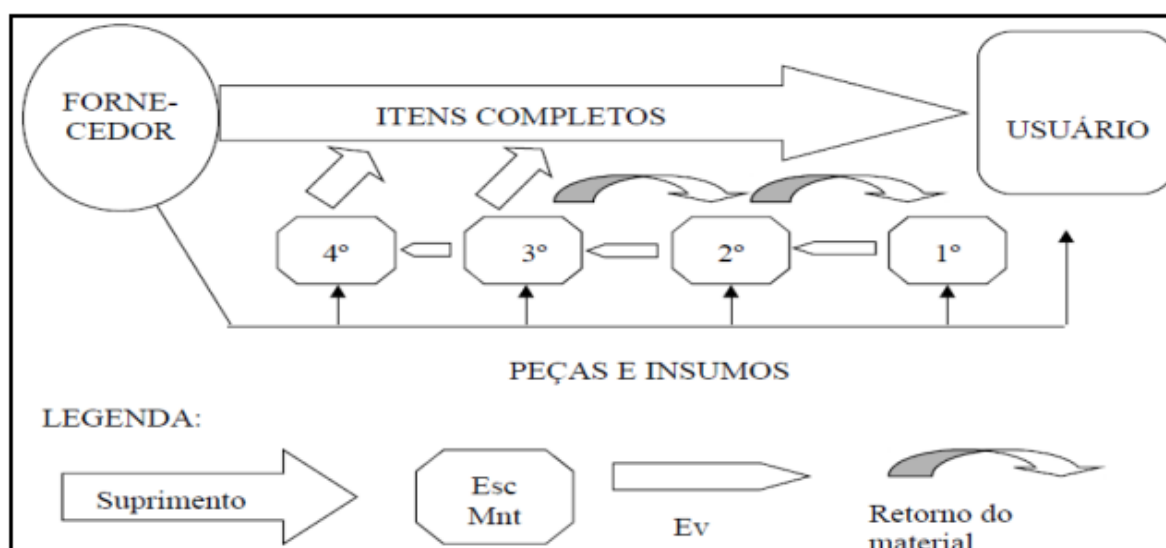 FORNE-
CEDOR
ITENS COMPLETOS
USUÁRIO
4º
3º
2º
1º
PEÇAS E INSUMOS
LEGENDA:
Suprimento
Esc
Mnt
Ev
Retorno do
material